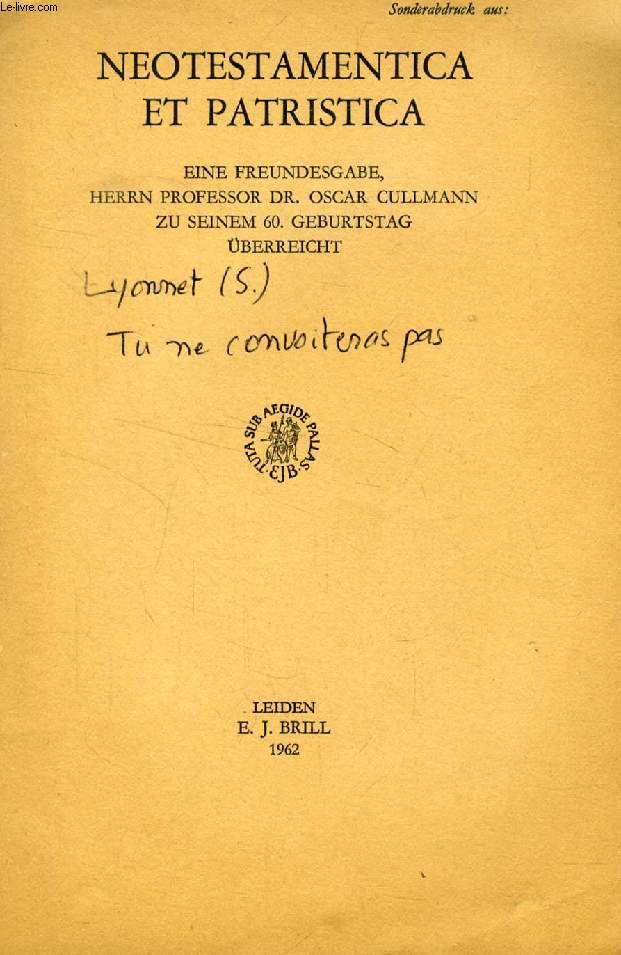 Le-livre.com
Sonderabdruck aus:
NEOTESTAMENTICA
ET PATRISTICA
EINE FREUNDESGABE,
HERRN PROFESSOR DR. OSCAR CULLMANN
ZU SEINEM 60. GEBURTSTAG
ÜBERREICHT
Lyonnet (S.)
Tu ne convoiteras pas
TUTA SUB AEGIDE PALLAS · EJB ·
LEIDEN
E. J. BRILL
1962